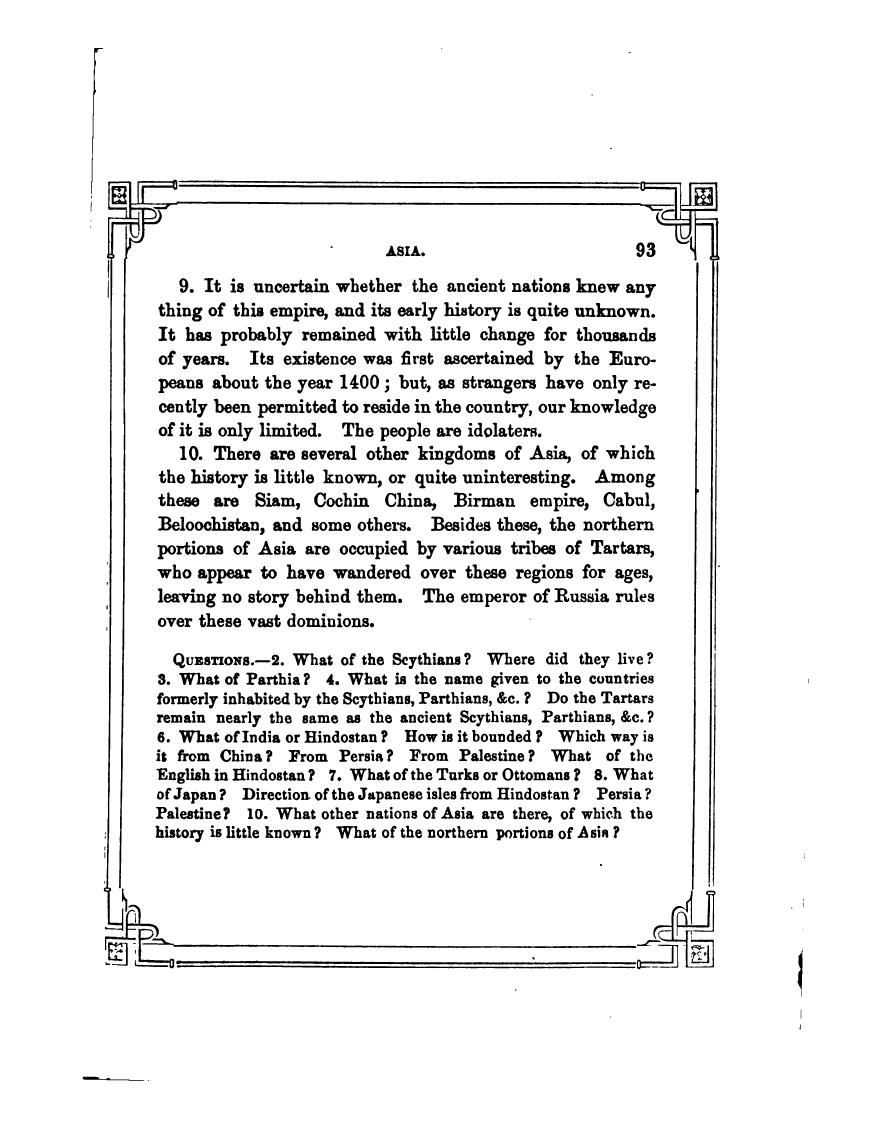 ASIA. 93
9. It is uncertain whether the ancient nations knew any
thing of this empire, and its early history is quite unknown.
It has probably remained with little change for thousands
of years. Its existence was first ascertained by the Euro-
peans about the year 1400; but, as strangers have only re-
cently been permitted to reside in the country, our knowledge
of it is only limited. The people are idolaters.
10. There are several other kingdoms of Asia, of which
the history is little known, or quite uninteresting. Among
these are Siam, Cochin China, Birman empire, Cabul,
Beloochistan, and some others. Besides these, the northern
portions of Asia are occupied by various tribes of Tartars,
who appear to have wandered over these regions for ages,
leaving no story behind them. The emperor of Russia rules
over these vast dominions.
QUESTIONS.—2. What of the Scythians? Where did they live?
3. What of Parthia? 4. What is the name given to the countries
formerly inhabited by the Scythians, Parthians, &c.? Do the Tartars
remain nearly the same as the ancient Scythians, Parthians, &c.?
6. What of India or Hindostan? How is it bounded? Which way is
it from China? From Persia? From Palestine? What of the
English in Hindostan? 7. What of the Turks or Ottomans? 8. What
of Japan? Direction of the Japanese isles from Hindostan? Persia?
Palestine? 10. What other nations of Asia are there, of which the
history is little known? What of the northern portions of Asia?